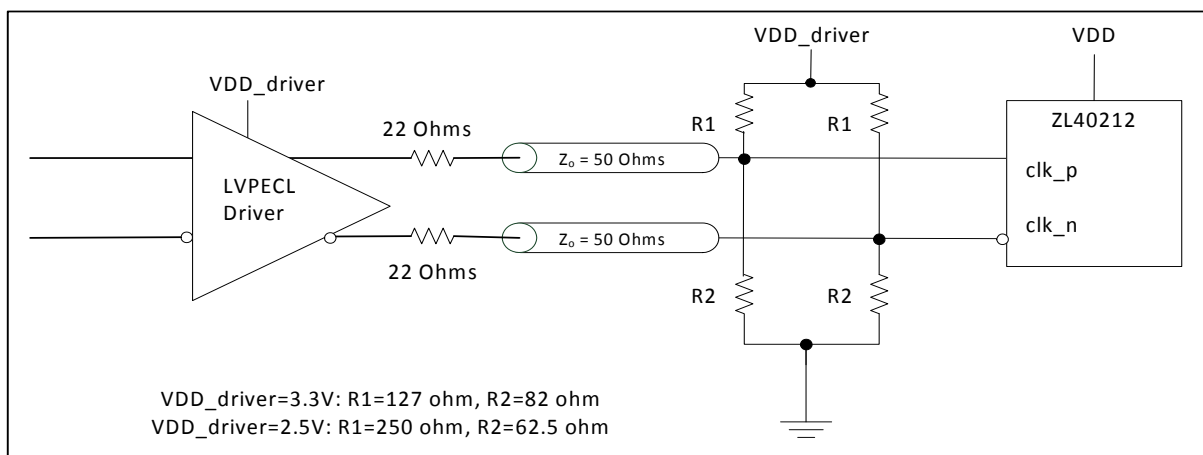 VDD_driver
VDD
VDD_driver
22 Ohms
R1
R1
ZL40212
Zₒ = 50 Ohms
clk_p
LVPECL
Driver
clk_n
Zₒ = 50 Ohms
22 Ohms
R2
R2
VDD_driver=3.3V: R1=127 ohm, R2=82 ohm
VDD_driver=2.5V: R1=250 ohm, R2=62.5 ohm